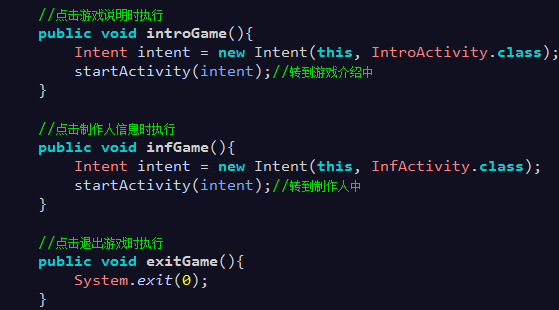 //点击游戏说明时执行
public void introGame(){
Intent intent = new Intent(this, IntroActivity.class);
startActivity(intent);//转到游戏介绍中
}
//点击制作人信息时执行
public void infGame(){
Intent intent = new Intent(this, InfActivity.class);
startActivity(intent);//转到制作人中
}
//点击退出游戏时执行
public void exitGame(){
System.exit(0);
}